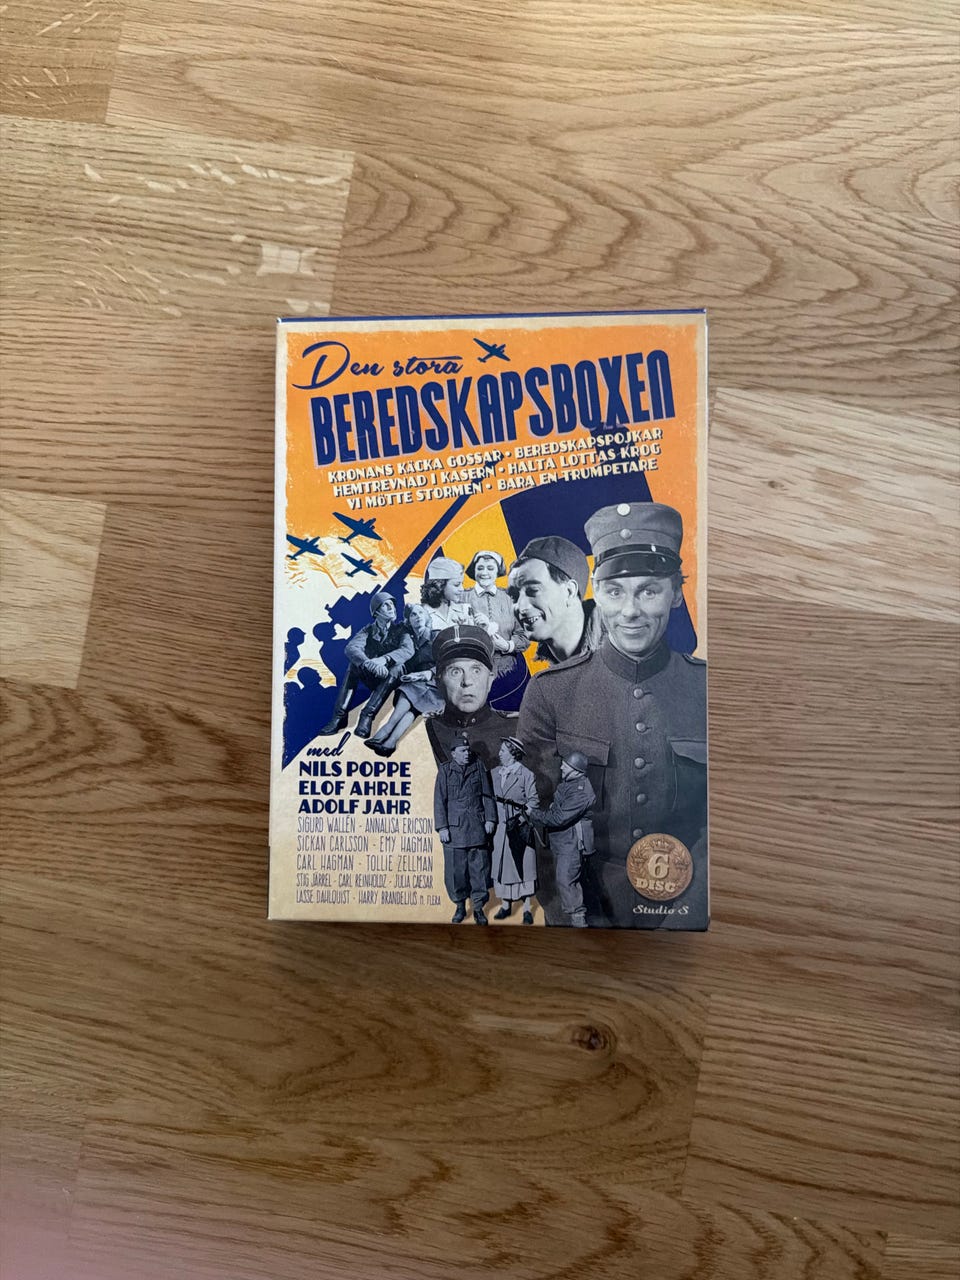 Den stora
BEREDSKAPSBOXEN
KRONANS KÄCKA GOSSAR • BEREDSKAPSPOJKAR
HEMTREVNAD I KASERN • HALTA LOTTAS KROG
VI MÖTTE STORMEN • BARA EN TRUMPETARE
med
NILS POPPE
ELOF AHRLE
ADOLF JAHR
SIGURD WALLÉN - ANNALISA ERICSON
SICKAN CARLSSON - EMY HAGMAN
CARL HAGMAN - TOLLIE ZELLMAN
STIG JÄRREL - CARL REINHOLDZ - JULIA CAESAR
LASSE DAHLQUIST - HARRY BRANDELIUS M. FLERA
6
DISC
Studio S